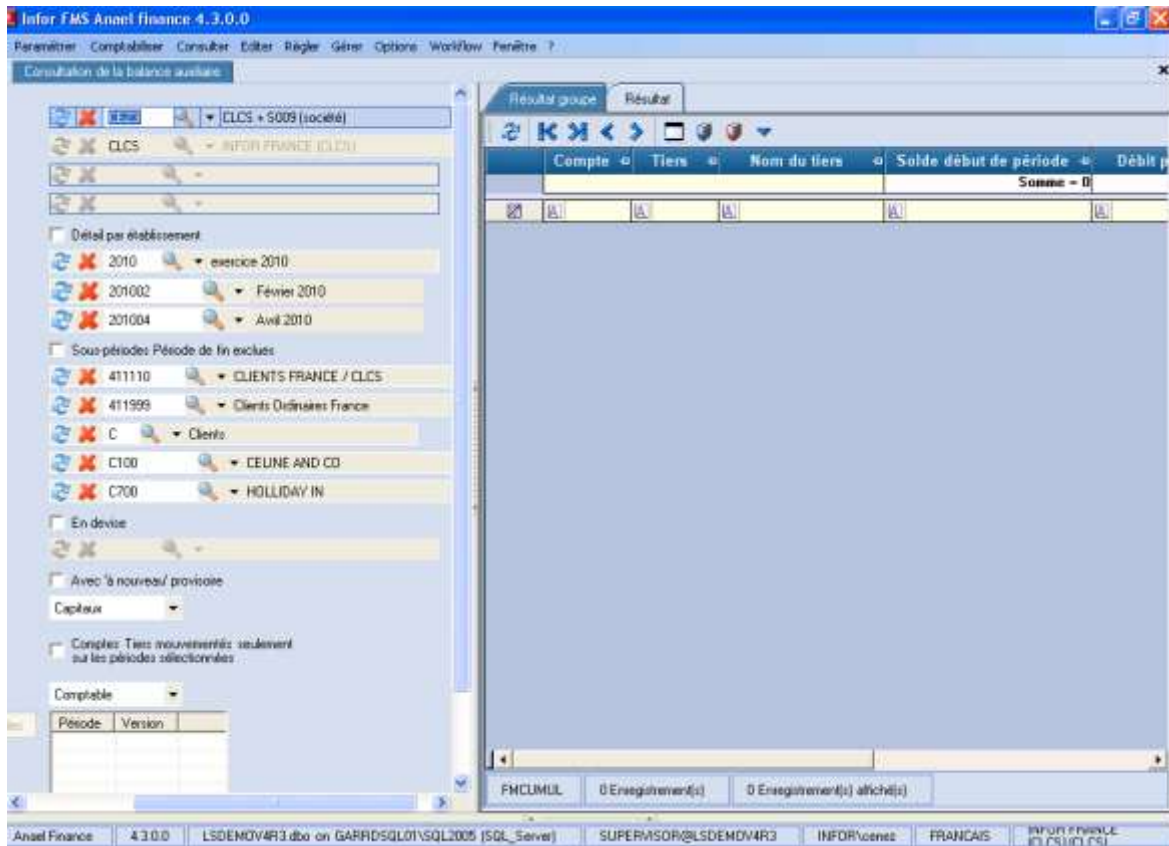 Infor FMS Anael finance 4.3.0.0
Paramétrer Comptabiliser Consulter Editer Régler Gérer Options Workflow Fenêtre ?
Consultation de la balance auxiliaire
CLCS + S009 (société)
CLCS INFOR FRANCE (CLCS)
Détail par établissement
2010 exercice 2010
201002 Février 2010
201004 Avril 2010
Sous-périodes Période de fin exclues
411110 CLIENTS FRANCE / CLCS
411999 Clients Ordinaires France
C Clients
C100 CELINE AND CO
C700 HOLLIDAY IN
En devise
Avec 'à nouveau' provisoire
Capitaux
Comptes Tiers mouvementés seulement
sur les périodes sélectionnées
Comptable
Période Version
Résultat groupe Résultat
Compte Tiers Nom du tiers Solde début de période Débit p
Somme = 0
FMCUMUL 0 Enregistrement(s) 0 Enregistrement(s) affiché(s)
Anael Finance 4.3.0.0 LSDEMOV4R3.dbo on GARRDSQL01\SQL2005 (SQL_Server) SUPERVISOR@LSDEMOV4R3 INFOR\cenez FRANCAIS INFOR FRANCE
(CLCS) (CLCS)